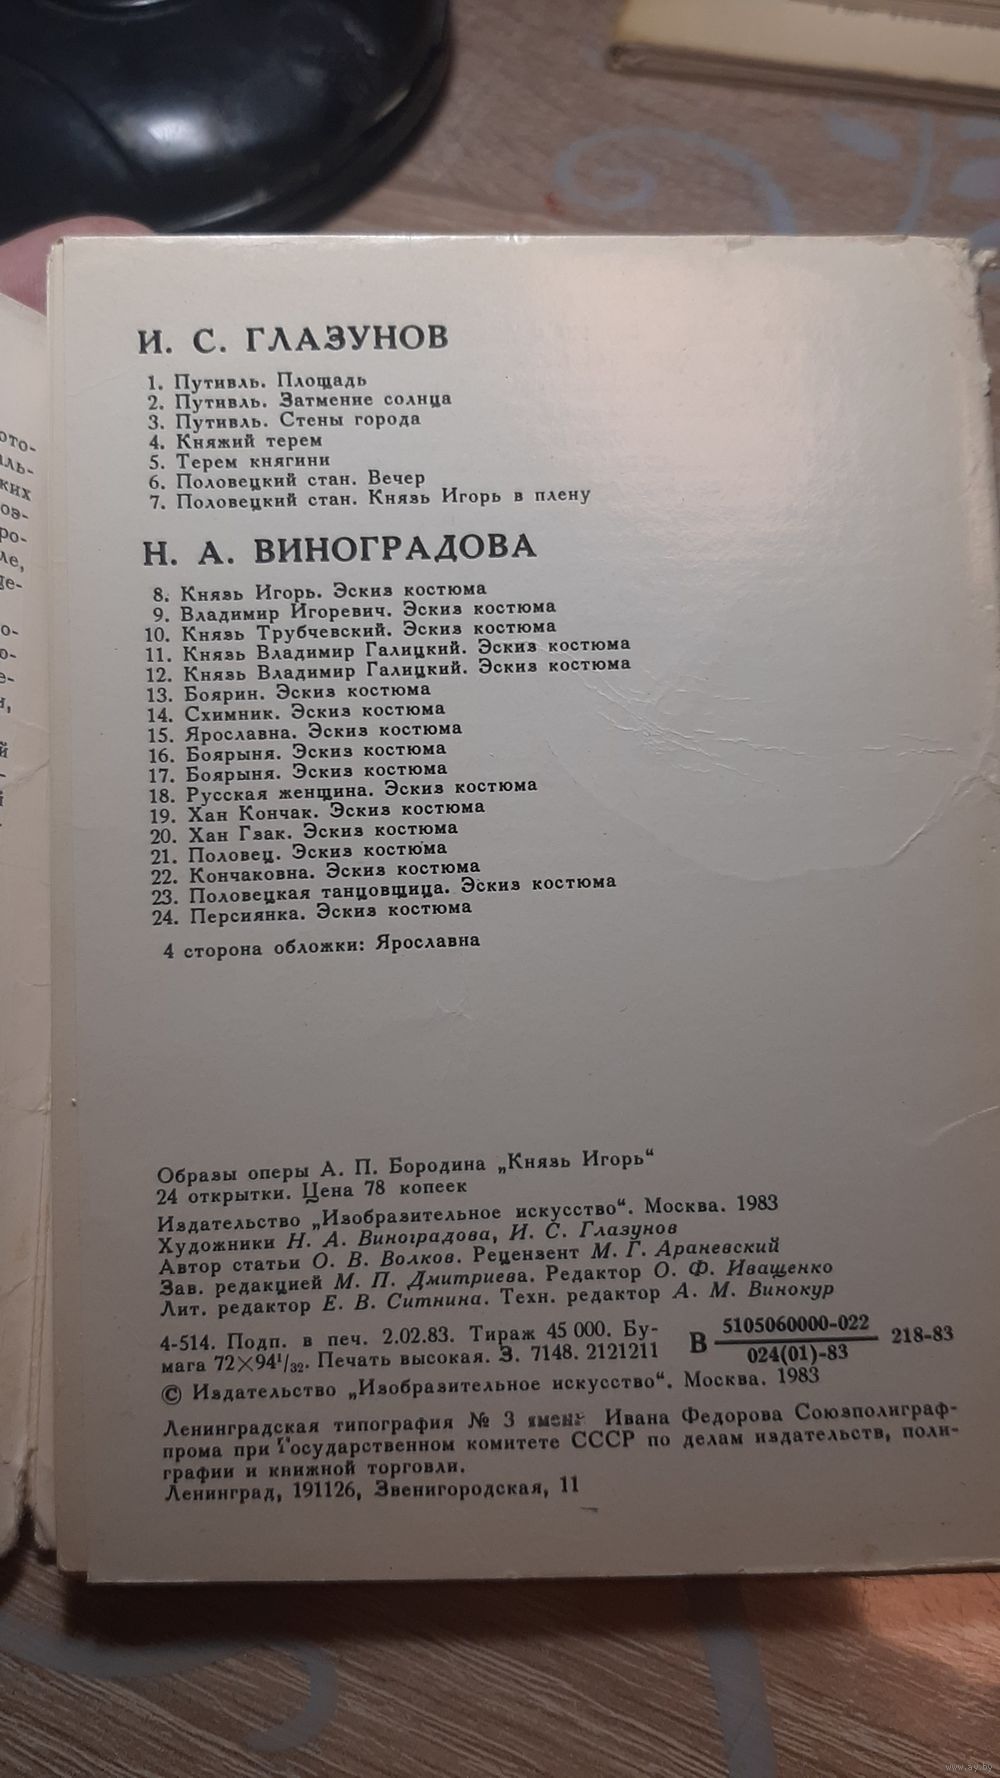 И. С. ГЛАЗУНОВ
1. Путивль. Площадь
2. Путивль. Затмение солнца
3. Путивль. Стены города
4. Княжий терем
5. Терем княгини
6. Половецкий стан. Вечер
7. Половецкий стан. Князь Игорь в плену
Н. А. ВИНОГРАДОВА
8. Князь Игорь. Эскиз костюма
9. Владимир Игоревич. Эскиз костюма
10. Князь Трубчевский. Эскиз костюма
11. Князь Владимир Галицкий. Эскиз костюма
12. Князь Владимир Галицкий. Эскиз костюма
13. Боярин. Эскиз костюма
14. Схимник. Эскиз костюма
15. Ярославна. Эскиз костюма
16. Боярыня. Эскиз костюма
17. Боярыня. Эскиз костюма
18. Русская женщина. Эскиз костюма
19. Хан Кончак. Эскиз костюма
20. Хан Гзак. Эскиз костюма
21. Половец. Эскиз костюма
22. Кончаковна. Эскиз костюма
23. Половецкая танцовщица. Эскиз костюма
24. Персиянка. Эскиз костюма
4 сторона обложки: Ярославна
Образы оперы А. П. Бородина „Князь Игорь“
24 открытки. Цена 78 копеек
Издательство „Изобразительное искусство“. Москва. 1983
Художники Н. А. Виноградова, И. С. Глазунов
Автор статьи О. В. Волков. Рецензент М. Г. Араневский
Зав. редакцией М. П. Дмитриева. Редактор О. Ф. Иващенко
Лит. редактор Е. В. Ситнина. Техн. редактор А. М. Винокур
4-514. Подп. в печ. 2.02.83. Тираж 45 000. Бу-
мага 72×94¹/₃₂. Печать высокая. З. 7148. 2121211
В 5105060000-022 218-83
024(01)-83
© Издательство „Изобразительное искусство“. Москва. 1983
Ленинградская типография № 3 имени Ивана Федорова Союзполиграф-
прома при Государственном комитете СССР по делам издательств, поли-
графии и книжной торговли.
Ленинград, 191126, Звенигородская, 11
www.ay.by